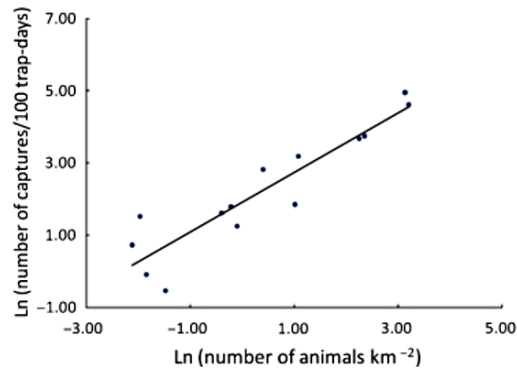 7.00
5.00
3.00
1.00
−1.00
Ln (number of captures/100 trap-days)
−3.00 −1.00 1.00 3.00 5.00
Ln (number of animals km −2)